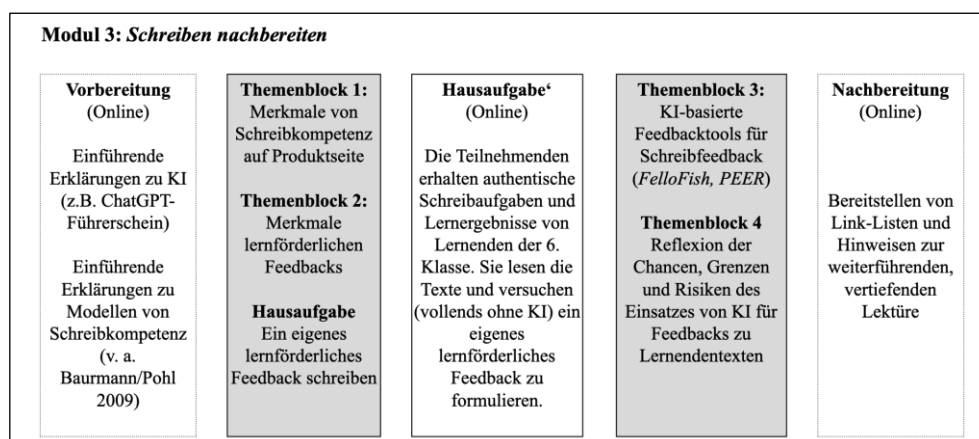 Modul 3: Schreiben nachbereiten
Vorbereitung
(Online)
Einführende
Erklärungen zu KI
(z.B. ChatGPT-
Führerschein)
Einführende
Erklärungen zu
Modellen von
Schreibkompetenz
(v. a.
Baurmann/Pohl
2009)
Themenblock 1:
Merkmale von
Schreibkompetenz
auf Produktseite
Themenblock 2:
Merkmale
lernförderlichen
Feedbacks
Hausaufgabe
Ein eigenes
lernförderliches
Feedback schreiben
Hausaufgabe‘
(Online)
Die Teilnehmenden
erhalten authentische
Schreibaufgaben und
Lernergebnisse von
Lernenden der 6.
Klasse. Sie lesen die
Texte und versuchen
(vollends ohne KI) ein
eigenes
lernförderliches
Feedback zu
formulieren.
Themenblock 3:
KI-basierte
Feedbacktools für
Schreibfeedback
(FelloFish, PEER)
Themenblock 4
Reflexion der
Chancen, Grenzen
und Risiken des
Einsatzes von KI für
Feedbacks zu
Lernendentexten
Nachbereitung
(Online)
Bereitstellen von
Link-Listen und
Hinweisen zur
weiterführenden,
vertiefenden
Lektüre